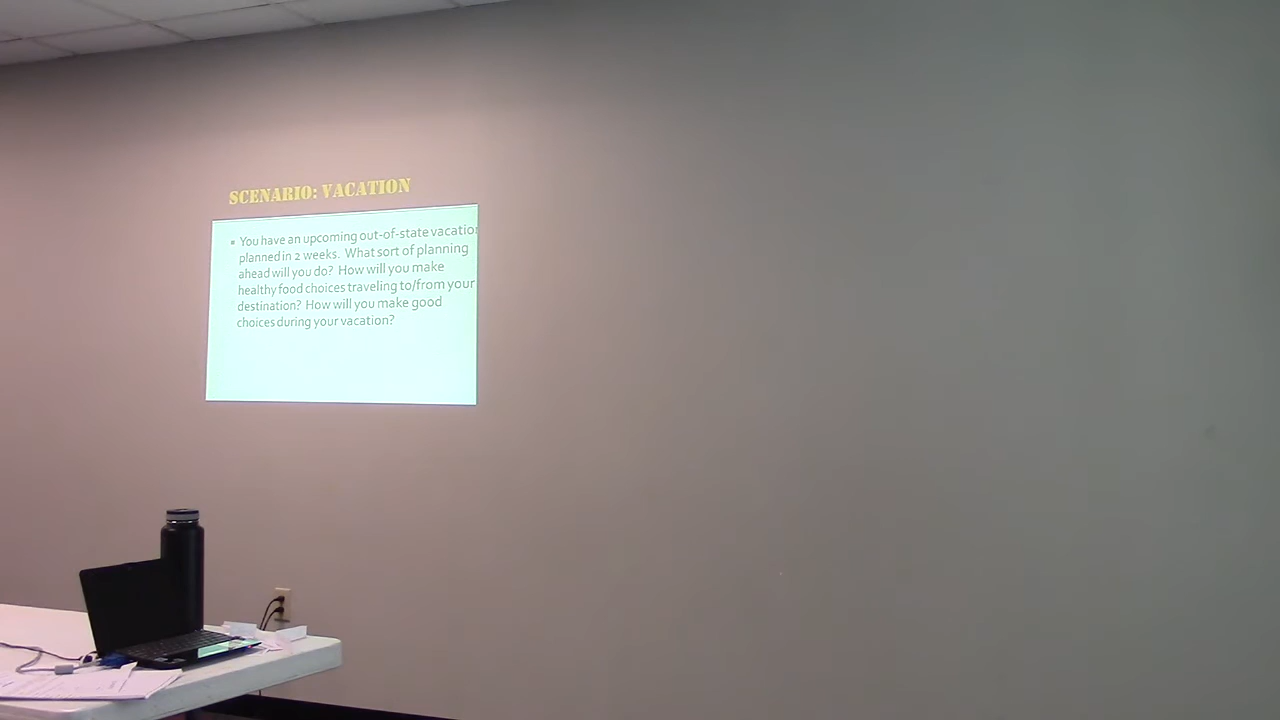 SCENARIO: VACATION
▪ You have an upcoming out-of-state vacation
planned in 2 weeks. What sort of planning
ahead will you do? How will you make
healthy food choices traveling to/from your
destination? How will you make good
choices during your vacation?